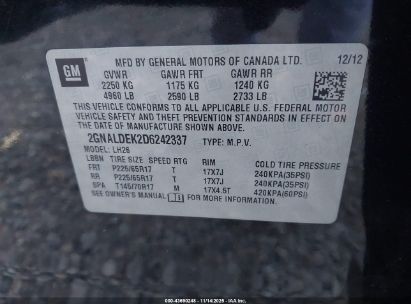 GM
MFD BY GENERAL MOTORS OF CANADA LTD.
12/12
GVWR GAWR FRT GAWR RR
2250 KG 1175 KG 1240 KG
4960 LB 2590 LB 2733 LB
THIS VEHICLE CONFORMS TO ALL APPLICABLE U.S. FEDERAL MOTOR
VEHICLE SAFETY AND THEFT PREVENTION STANDARDS IN
EFFECT ON THE DATE OF MANUFACTURE SHOWN ABOVE.
2GNALDEK2D6242337 TYPE: M.P.V.
MODEL: LH26
LBBN TIRE SIZE SPEED RTG RIM COLD TIRE PRESSURE
FRT P225/65R17 T 17X7J 240KPA(35PSI)
RR P225/65R17 T 17X7J 240KPA(35PSI)
SPA T145/70R17 M 17X4.5T 420KPA(60PSI)
SEE OWNER'S MANUAL FOR MORE INFORMATION.